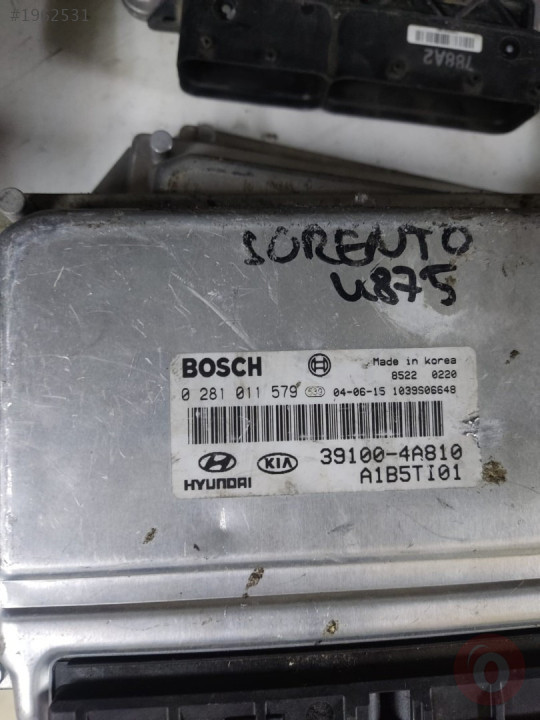 #1962531
7B8A2
SORENTO
4875
BOSCH Made in korea
8522 0220
0 281 011 579 04-06-15 1039S06648
HYUNDAI KIA 39100-4A810
A1B5TI01